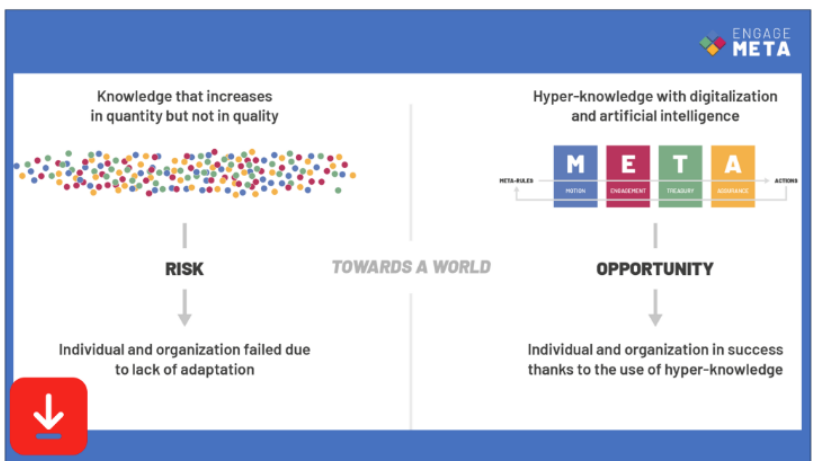 ENGAGE
META
Knowledge that increases
in quantity but not in quality
RISK
Individual and organization failed due
to lack of adaptation
TOWARDS A WORLD
Hyper-knowledge with digitalization
and artificial intelligence
M E T A
META-RULES
ACTIONS
MOTION ENGAGEMENT TREASURY ASSURANCE
OPPORTUNITY
Individual and organization in success
thanks to the use of hyper-knowledge